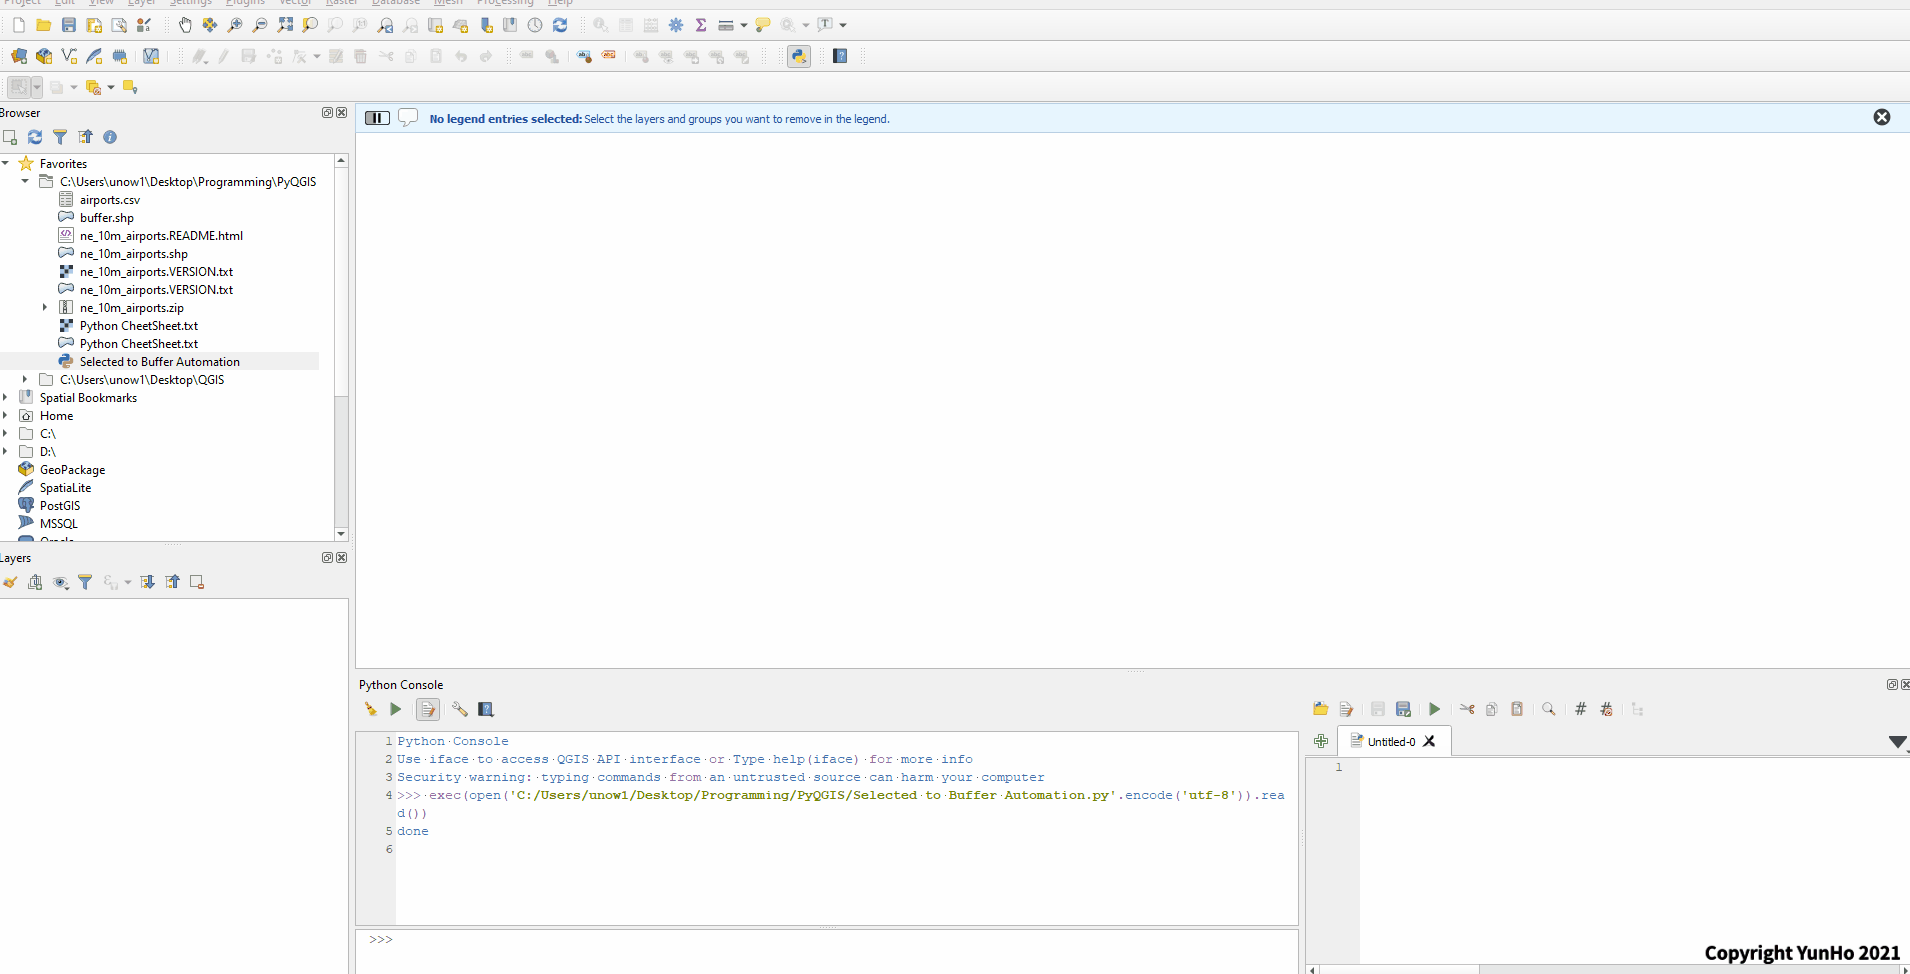 Project Edit View Layer Settings Plugins Vector Raster Database Mesh Processing Help
Browser
No legend entries selected: Select the layers and groups you want to remove in the legend.
Favorites
C:\Users\unow1\Desktop\Programming\PyQGIS
airports.csv
buffer.shp
ne_10m_airports.README.html
ne_10m_airports.shp
ne_10m_airports.VERSION.txt
ne_10m_airports.VERSION.txt
ne_10m_airports.zip
Python CheetSheet.txt
Python CheetSheet.txt
Selected to Buffer Automation
C:\Users\unow1\Desktop\QGIS
Spatial Bookmarks
Home
C:\
D:\
GeoPackage
SpatiaLite
PostGIS
MSSQL
Oracle
Layers
Python Console
Untitled-0
1 Python Console
2 Use iface to access QGIS API interface or Type help(iface) for more info
3 Security warning: typing commands from an untrusted source can harm your computer
4 >>> exec(open('C:/Users/unow1/Desktop/Programming/PyQGIS/Selected to Buffer Automation.py'.encode('utf-8')).rea
d())
5 done
6
>>>
1
Copyright YunHo 2021